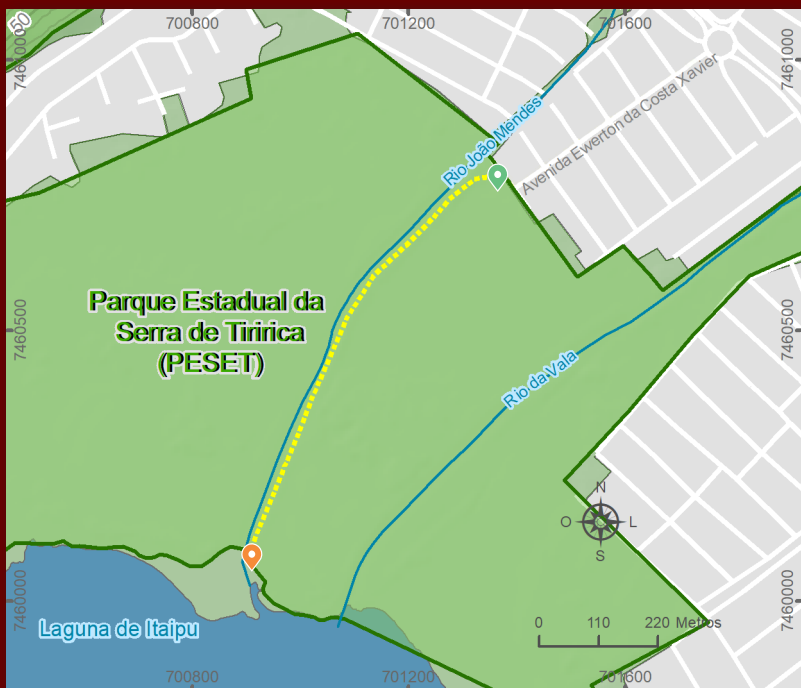 700800
701200
701600
7461000
7461000
Avenida Ewerton da Costa Xavier
Rio João Mendes
Parque Estadual da
Serra de Tiririca
(PESET)
7460500
7460500
Rio da Vala
N
O
L
S
7460000
7460000
0 110 220 Metros
Laguna de Itaipu
700800
701200
701600